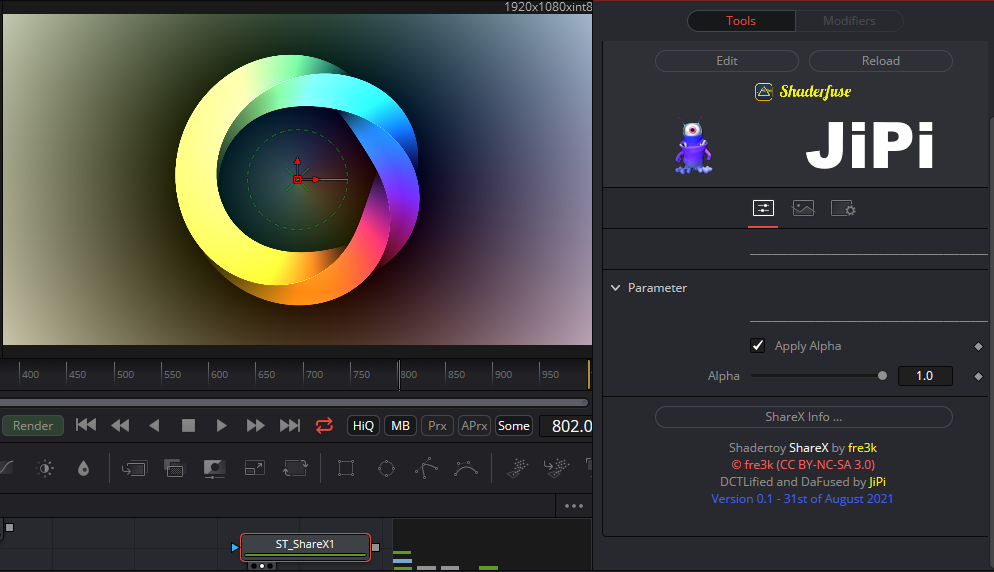 1920x1080xint8
Tools
Modifiers
Edit
Reload
Shaderfuse
JiPi
Parameter
Apply Alpha
Alpha
1.0
400 450 500 550 600 650 700 750 800 850 900 950
Render
HiQ
MB
Prx
APrx
Some
802.0
ShareX Info ...
Shadertoy ShareX by fre3k
© fre3k (CC BY-NC-SA 3.0)
DCTLified and DaFused by JiPi
Version 0.1 - 31st of August 2021
ST_ShareX1